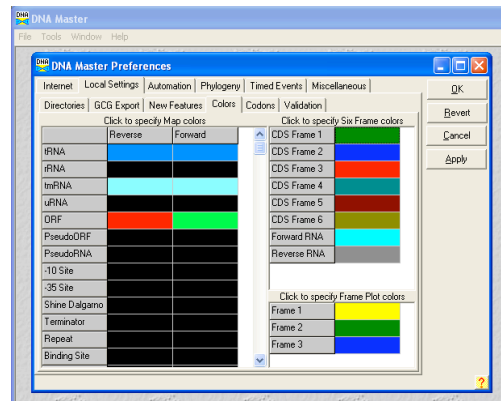 DNA Master
File Tools Window Help
DNA Master Preferences
Internet Local Settings Automation Phylogeny Timed Events Miscellaneous
Directories GCG Export New Features Colors Codons Validation
Click to specify Map colors
Reverse Forward
tRNA
rRNA
tmRNA
uRNA
ORF
PseudoORF
PseudoRNA
-10 Site
-35 Site
Shine Dalgarno
Terminator
Repeat
Binding Site
Click to specify Six Frame colors
CDS Frame 1
CDS Frame 2
CDS Frame 3
CDS Frame 4
CDS Frame 5
CDS Frame 6
Forward RNA
Reverse RNA
Click to specify Frame Plot colors
Frame 1
Frame 2
Frame 3
OK
Revert
Cancel
Apply
?